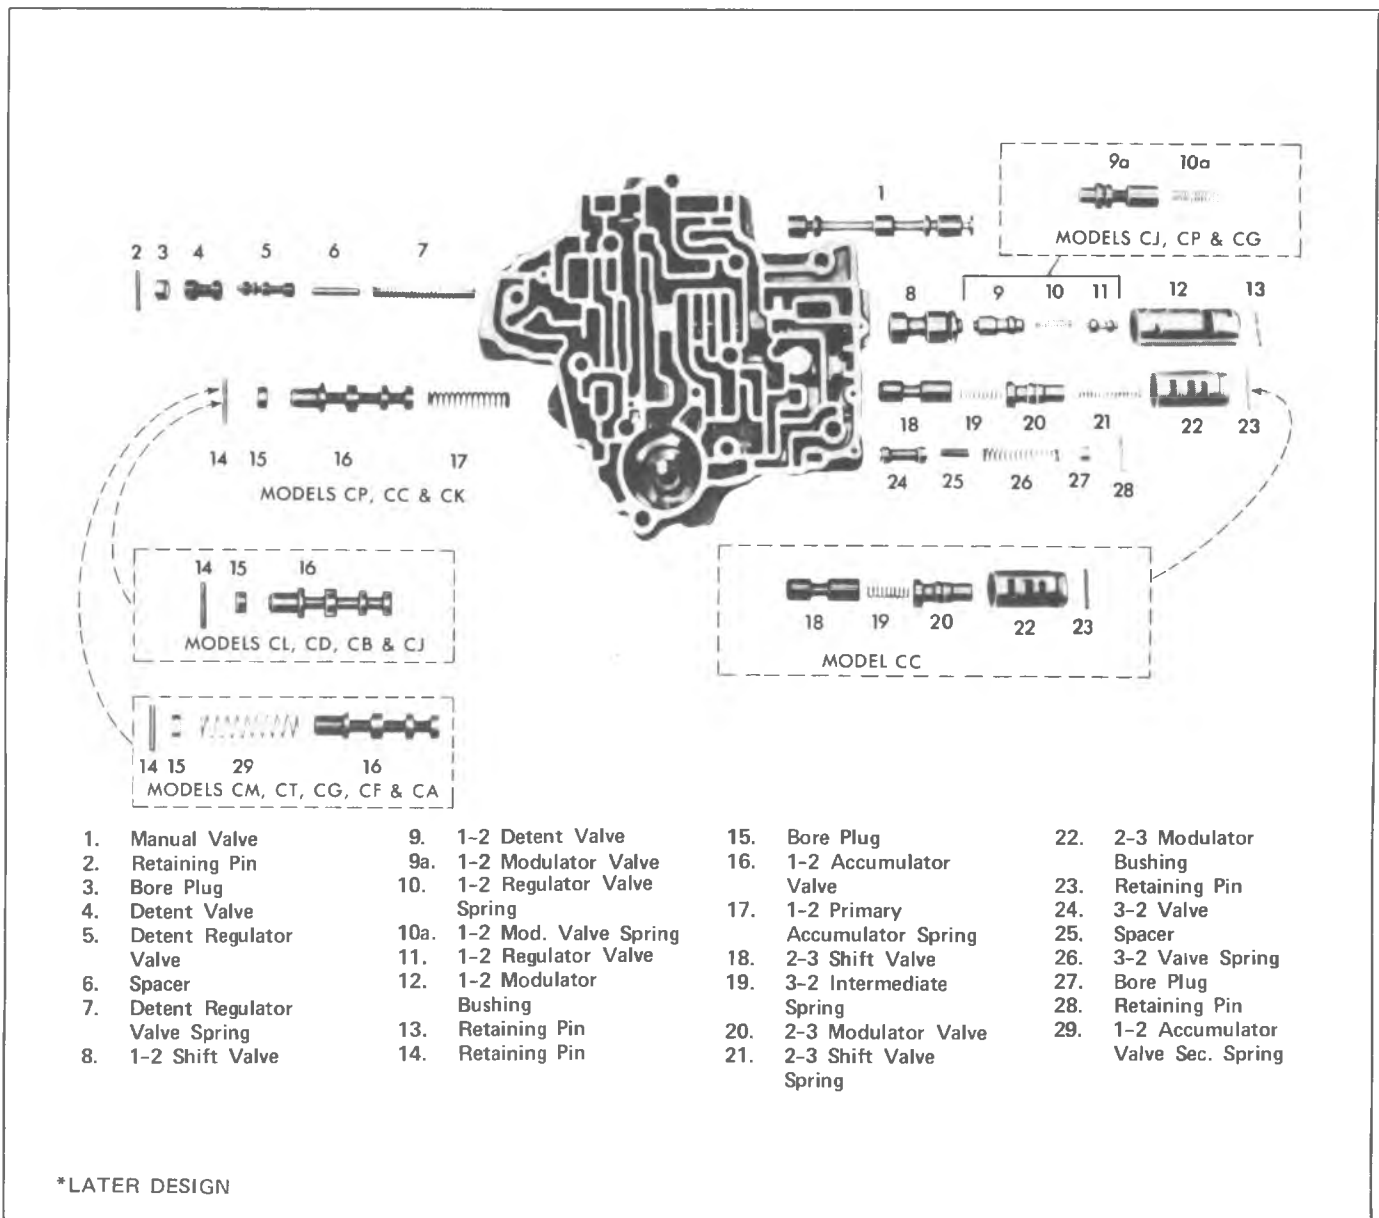 9a 10a
MODELS CJ, CP & CG
1
2 3 4 5 6 7
8 9 10 11 12 13
18 19 20 21 22 23
14 15 16 17
MODELS CP, CC & CK
24 25 26 27 28
14 15 16
MODELS CL, CD, CB & CJ
18 19 20 22 23
MODEL CC
14 15 29 16
MODELS CM, CT, CG, CF & CA
1. Manual Valve
2. Retaining Pin
3. Bore Plug
4. Detent Valve
5. Detent Regulator
Valve
6. Spacer
7. Detent Regulator
Valve Spring
8. 1-2 Shift Valve
9. 1-2 Detent Valve
9a. 1-2 Modulator Valve
10. 1-2 Regulator Valve
Spring
10a. 1-2 Mod. Valve Spring
11. 1-2 Regulator Valve
12. 1-2 Modulator
Bushing
13. Retaining Pin
14. Retaining Pin
15. Bore Plug
16. 1-2 Accumulator
Valve
17. 1-2 Primary
Accumulator Spring
18. 2-3 Shift Valve
19. 3-2 Intermediate
Spring
20. 2-3 Modulator Valve
21. 2-3 Shift Valve
Spring
22. 2-3 Modulator
Bushing
23. Retaining Pin
24. 3-2 Valve
25. Spacer
26. 3-2 Valve Spring
27. Bore Plug
28. Retaining Pin
29. 1-2 Accumulator
Valve Sec. Spring
*LATER DESIGN